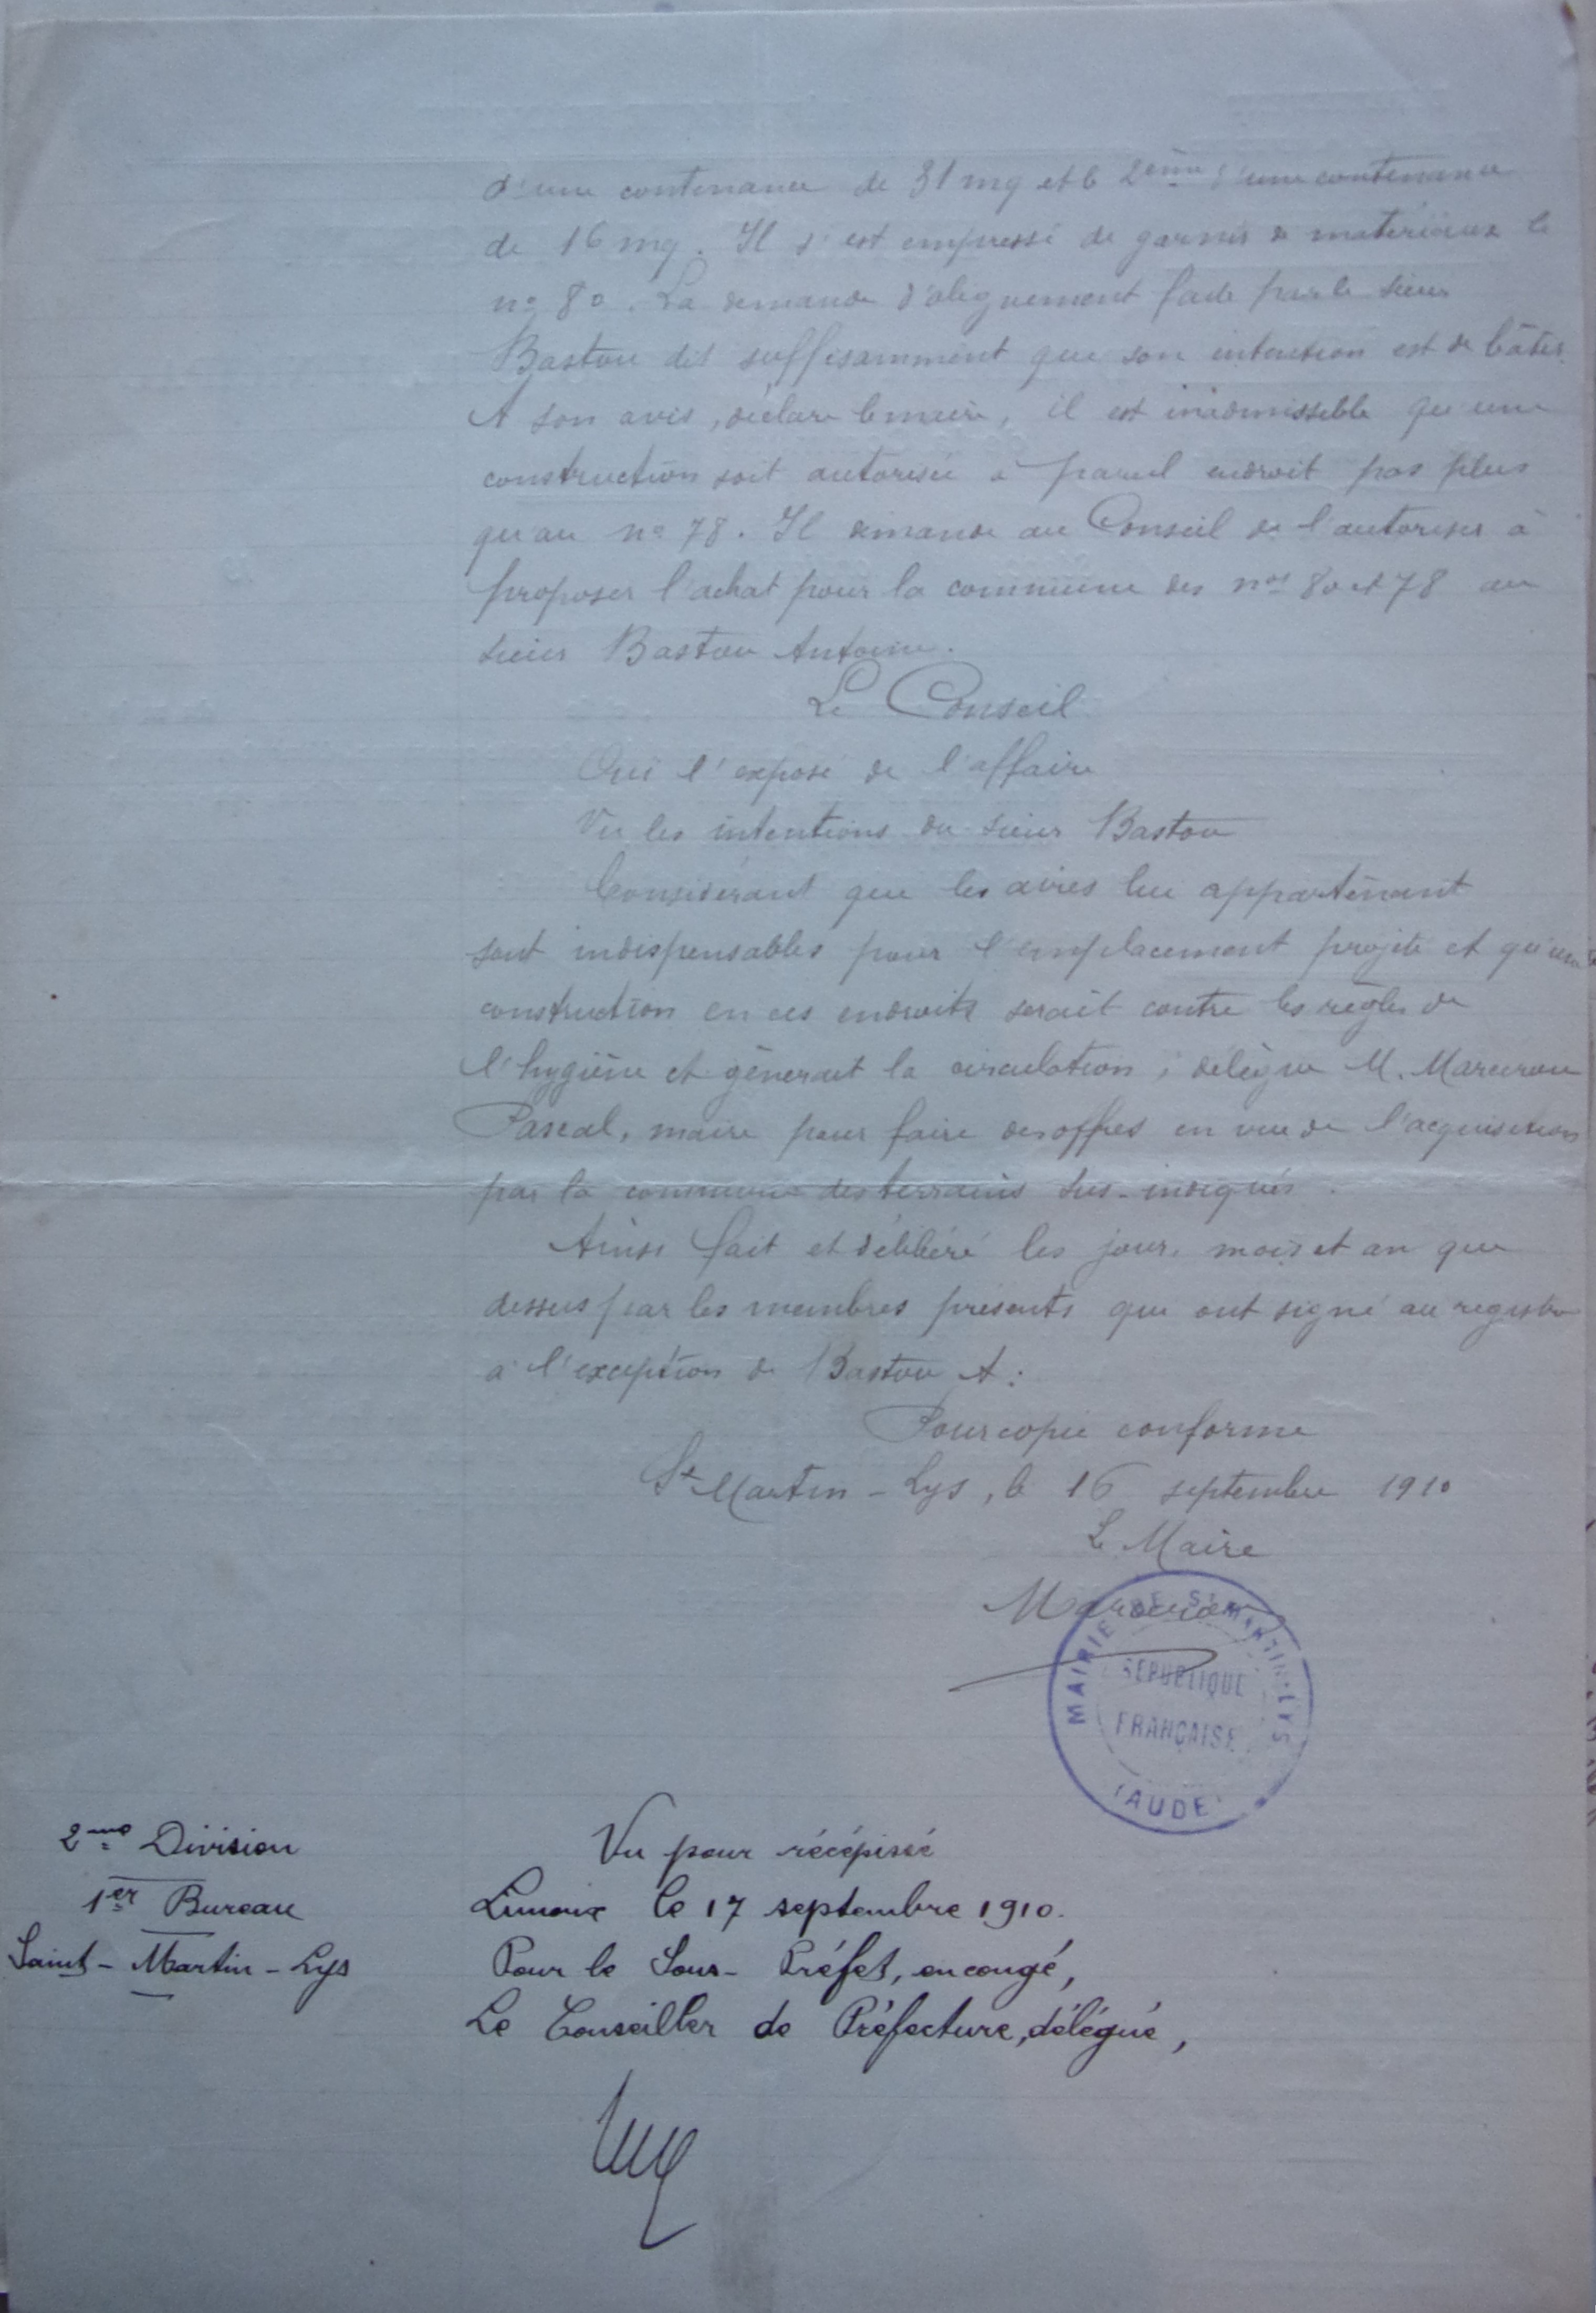 d'une contenance de 31 mq et le 2ème d'une contenance
de 16 mq. Il s'est empressé de garnir de matériaux le
nº 80. La demande d'alignement faite par le sieur
Bastou dit suffisamment que son intention est de bâtir.
A son avis, déclare le maire, il est inadmissible qu'une
construction soit autorisée à pareil endroit pas plus
qu'au nº 78. Il demande au Conseil de l'autoriser à
proposer l'achat pour la commune des nos 80 et 78 au
sieur Bastou Antoine.
Le Conseil
Ouï l'exposé de l'affaire
Vu les intentions du sieur Bastou
Considérant que les aires lui appartenant
sont indispensables pour l'emplacement projeté et qu'une
construction en ces endroits serait contre les règles de
l'hygiène et gènerait la circulation ; délègue M.
Pascal, maire pour faire des offres en vue de l'acquisition
par la commune des terrains sus-indiqués.
Ainsi fait et délibéré les jour, mois et an que
dessus par les membres présents qui ont signé au registre
à l'exception de Bastou A :
Pour copie conforme
St Martin-Lys, le 16 septembre 1910
Le Maire
MAIRIE DE St MARTIN-LYS
REPUBLIQUE
FRANÇAISE
(AUDE)
2me Division
1er Bureau
Saint-Martin-Lys
Vu pour récépissé
Limoux le 17 septembre 1910.
Pour le Sous-Préfet, en congé,
Le Conseiller de Préfecture, délégué,